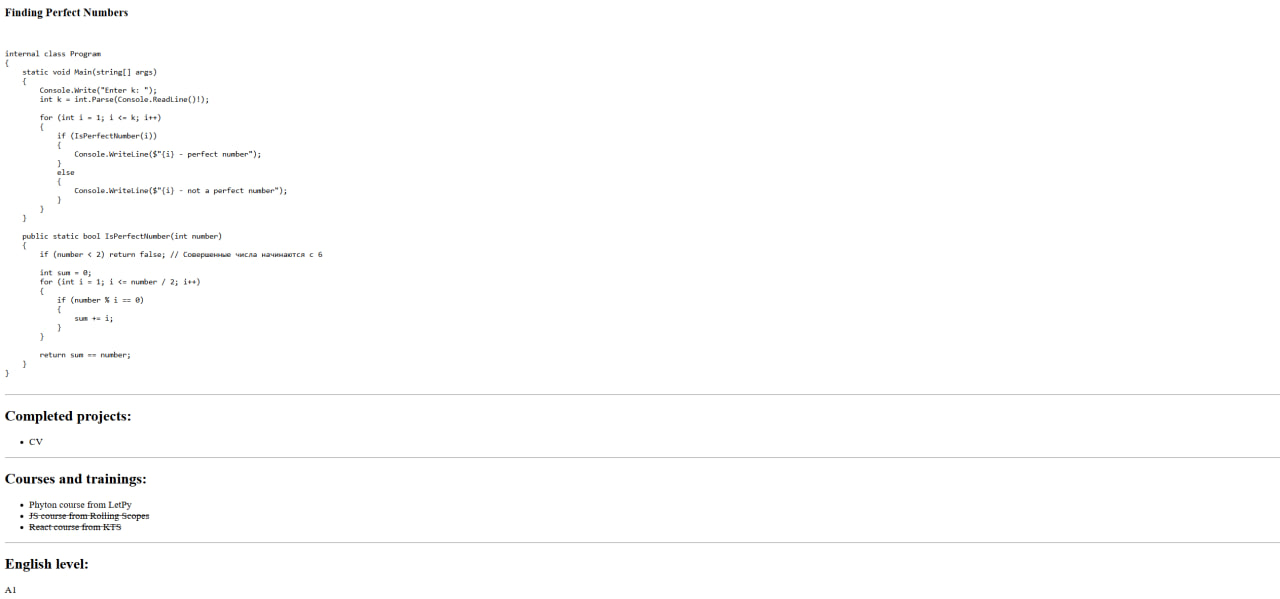 Finding Perfect Numbers
internal class Program
{
    static void Main(string[] args)
    {
        Console.Write("Enter k: ");
        int k = int.Parse(Console.ReadLine()!);
        for (int i = 1; i <= k; i++)
        {
            if (IsPerfectNumber(i))
            {
                Console.WriteLine($"{i} - perfect number");
            }
            else
            {
                Console.WriteLine($"{i} - not a perfect number");
            }
        }
    }
    public static bool IsPerfectNumber(int number)
    {
        if (number < 2) return false; // Совершенные числа начинаются с 6
        int sum = 0;
        for (int i = 1; i <= number / 2; i++)
        {
            if (number % i == 0)
            {
                sum += i;
            }
        }
        return sum == number;
    }
}
Completed projects:
• CV
Courses and trainings:
• Phyton course from LetPy
• JS course from Rolling Scopes
• React course from KTS
English level:
A1